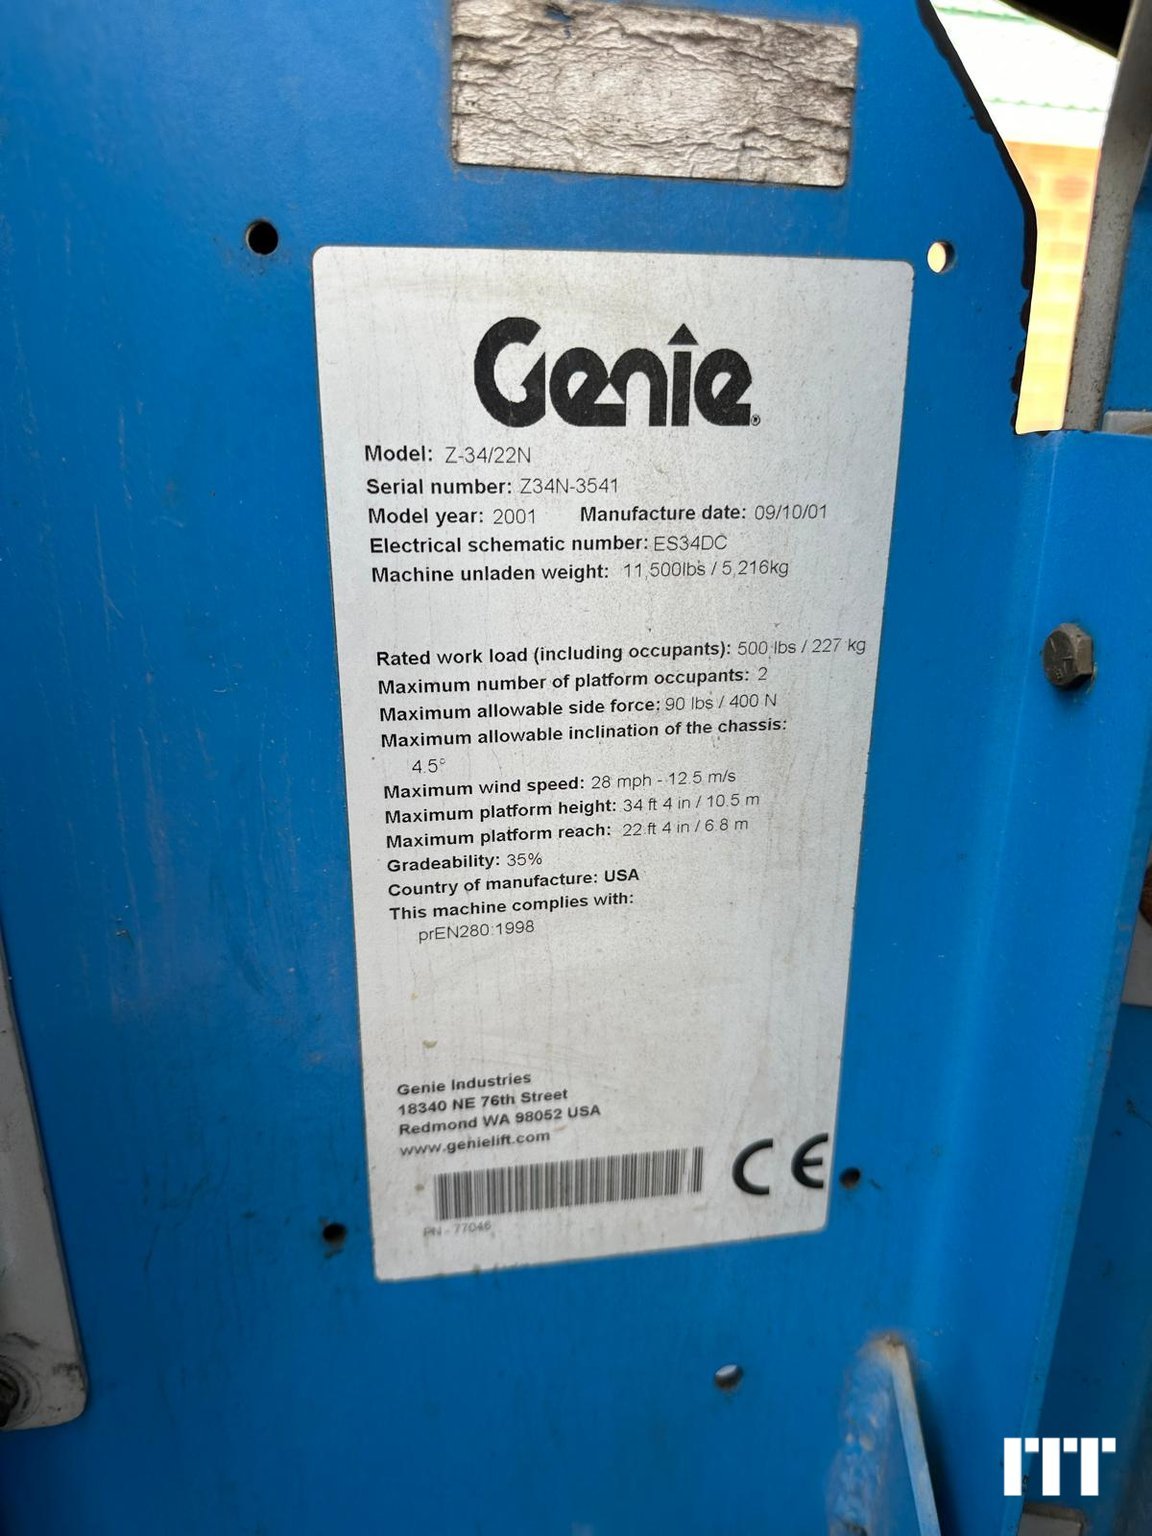 Genie®
Model: Z-34/22N
Serial number: Z34N-3541
Model year: 2001 Manufacture date: 09/10/01
Electrical schematic number: ES34DC
Machine unladen weight: 11,500lbs / 5,216kg
Rated work load (including occupants): 500 lbs / 227 kg
Maximum number of platform occupants: 2
Maximum allowable side force: 90 lbs / 400 N
Maximum allowable inclination of the chassis:
4.5°
Maximum wind speed: 28 mph - 12.5 m/s
Maximum platform height: 34 ft 4 in / 10.5 m
Maximum platform reach: 22 ft 4 in / 6.8 m
Gradeability: 35%
Country of manufacture: USA
This machine complies with:
prEN280:1998
Genie Industries
18340 NE 76th Street
Redmond WA 98052 USA
www.genielift.com
CE
PN - 77046